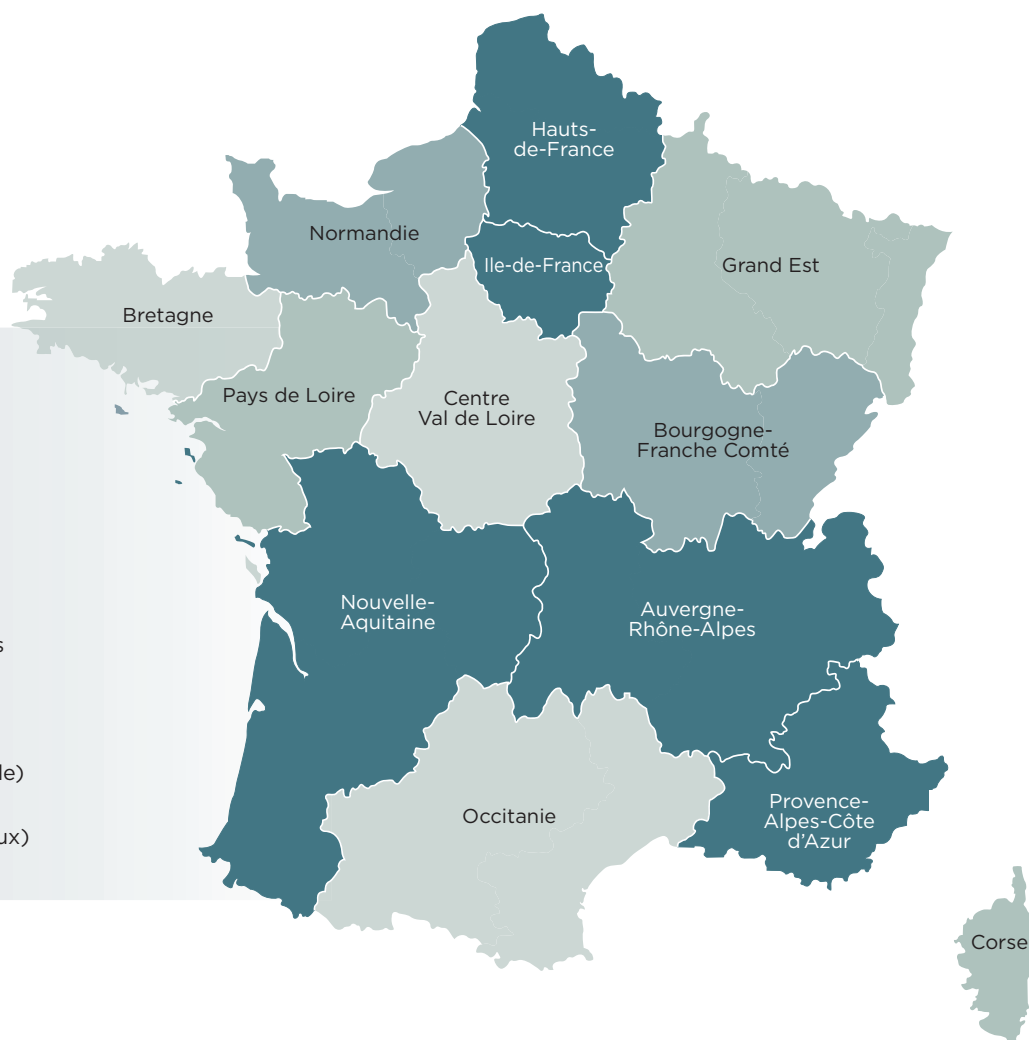 Hauts-
de-France
Normandie
Ile-de-France
Grand Est
Bretagne
Pays de Loire
Centre
Val de Loire
Bourgogne-
Franche Comté
Nouvelle-
Aquitaine
Auvergne-
Rhône-Alpes
Occitanie
Provence-
Alpes-Côte
d'Azur
Corse